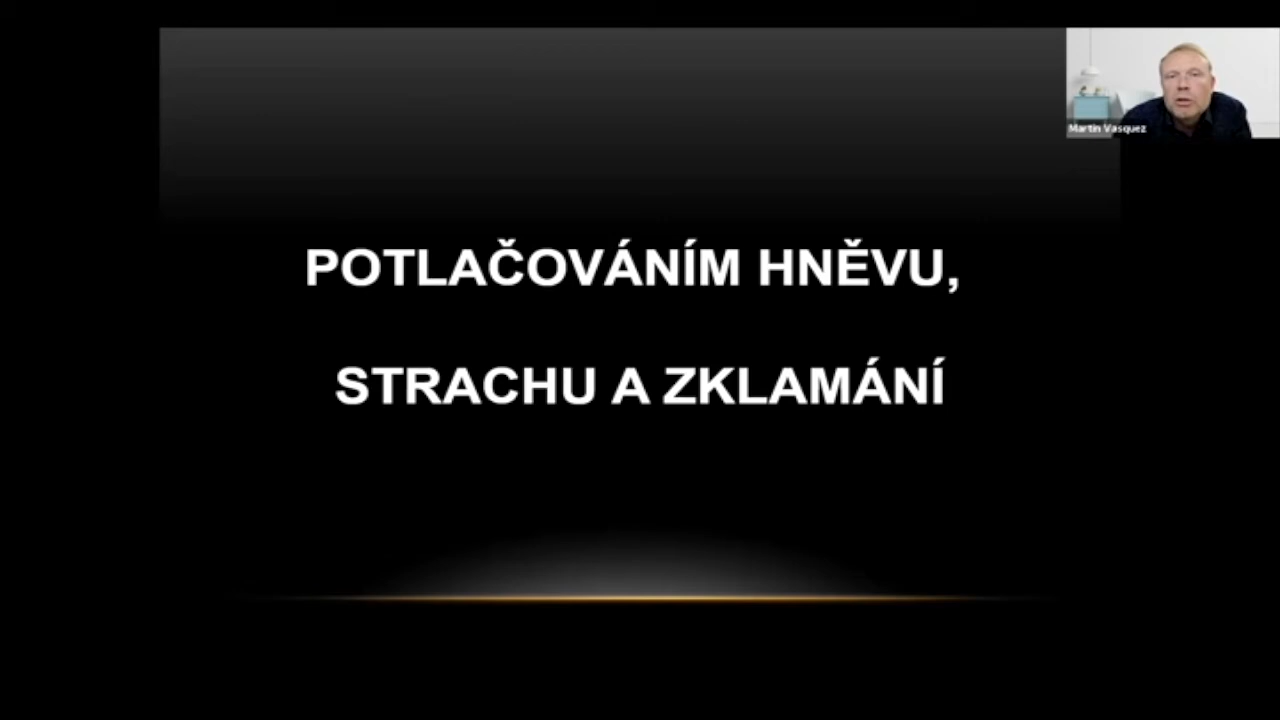 Martin Vasquez
POTLAČOVÁNÍM HNĚVU,
STRACHU A ZKLAMÁNÍ